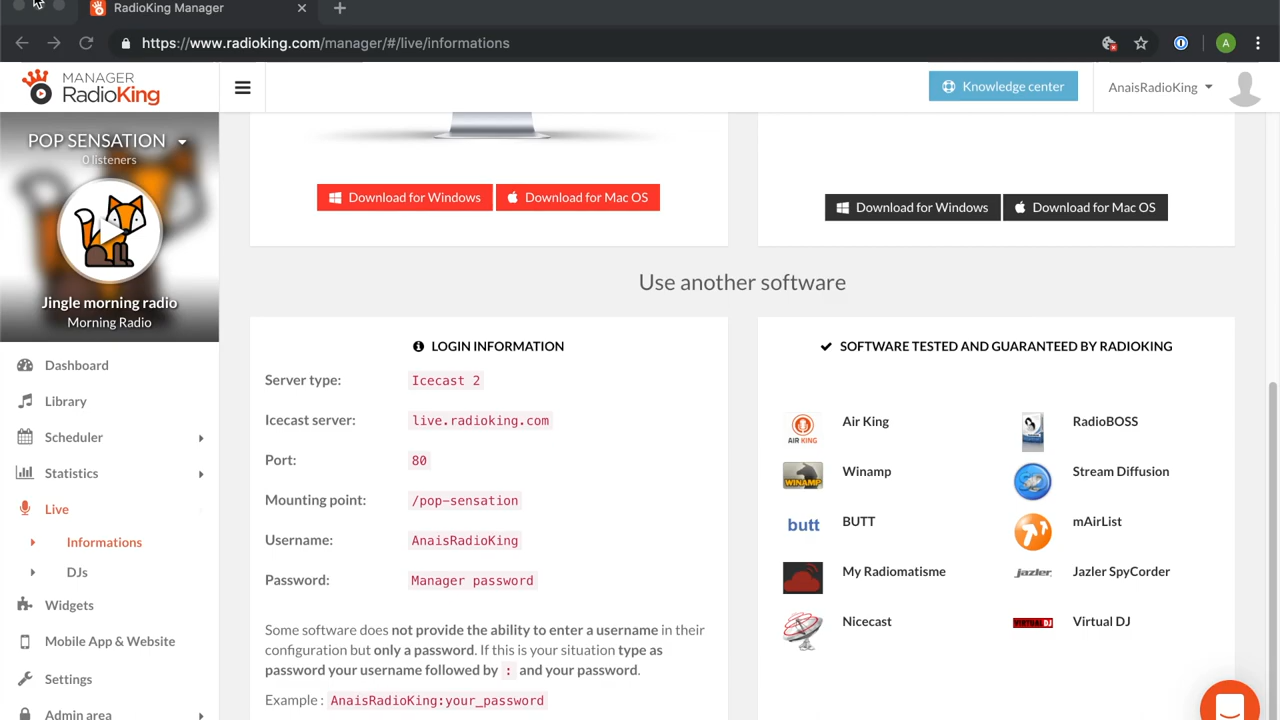 RadioKing Manager
https://www.radioking.com/manager/#/live/informations
A
MANAGER
RadioKing
Knowledge center
AnaisRadioKing
POP SENSATION
0 listeners
Jingle morning radio
Morning Radio
Dashboard
Library
Scheduler
Statistics
Live
Informations
DJs
Widgets
Mobile App & Website
Settings
Admin area
Download for Windows
Download for Mac OS
Download for Windows
Download for Mac OS
Use another software
LOGIN INFORMATION
Server type: Icecast 2
Icecast server: live.radioking.com
Port: 80
Mounting point: /pop-sensation
Username: AnaisRadioKing
Password: Manager password
Some software does not provide the ability to enter a username in their
configuration but only a password. If this is your situation type as
password your username followed by : and your password.
Example : AnaisRadioKing:your_password
SOFTWARE TESTED AND GUARANTEED BY RADIOKING
AIR KING
Air King
RadioBOSS
WINAMP
Winamp
Stream Diffusion
butt
BUTT
mAirList
My Radiomatisme
Jazler
Jazler SpyCorder
Nicecast
VIRTUAL DJ
Virtual DJ